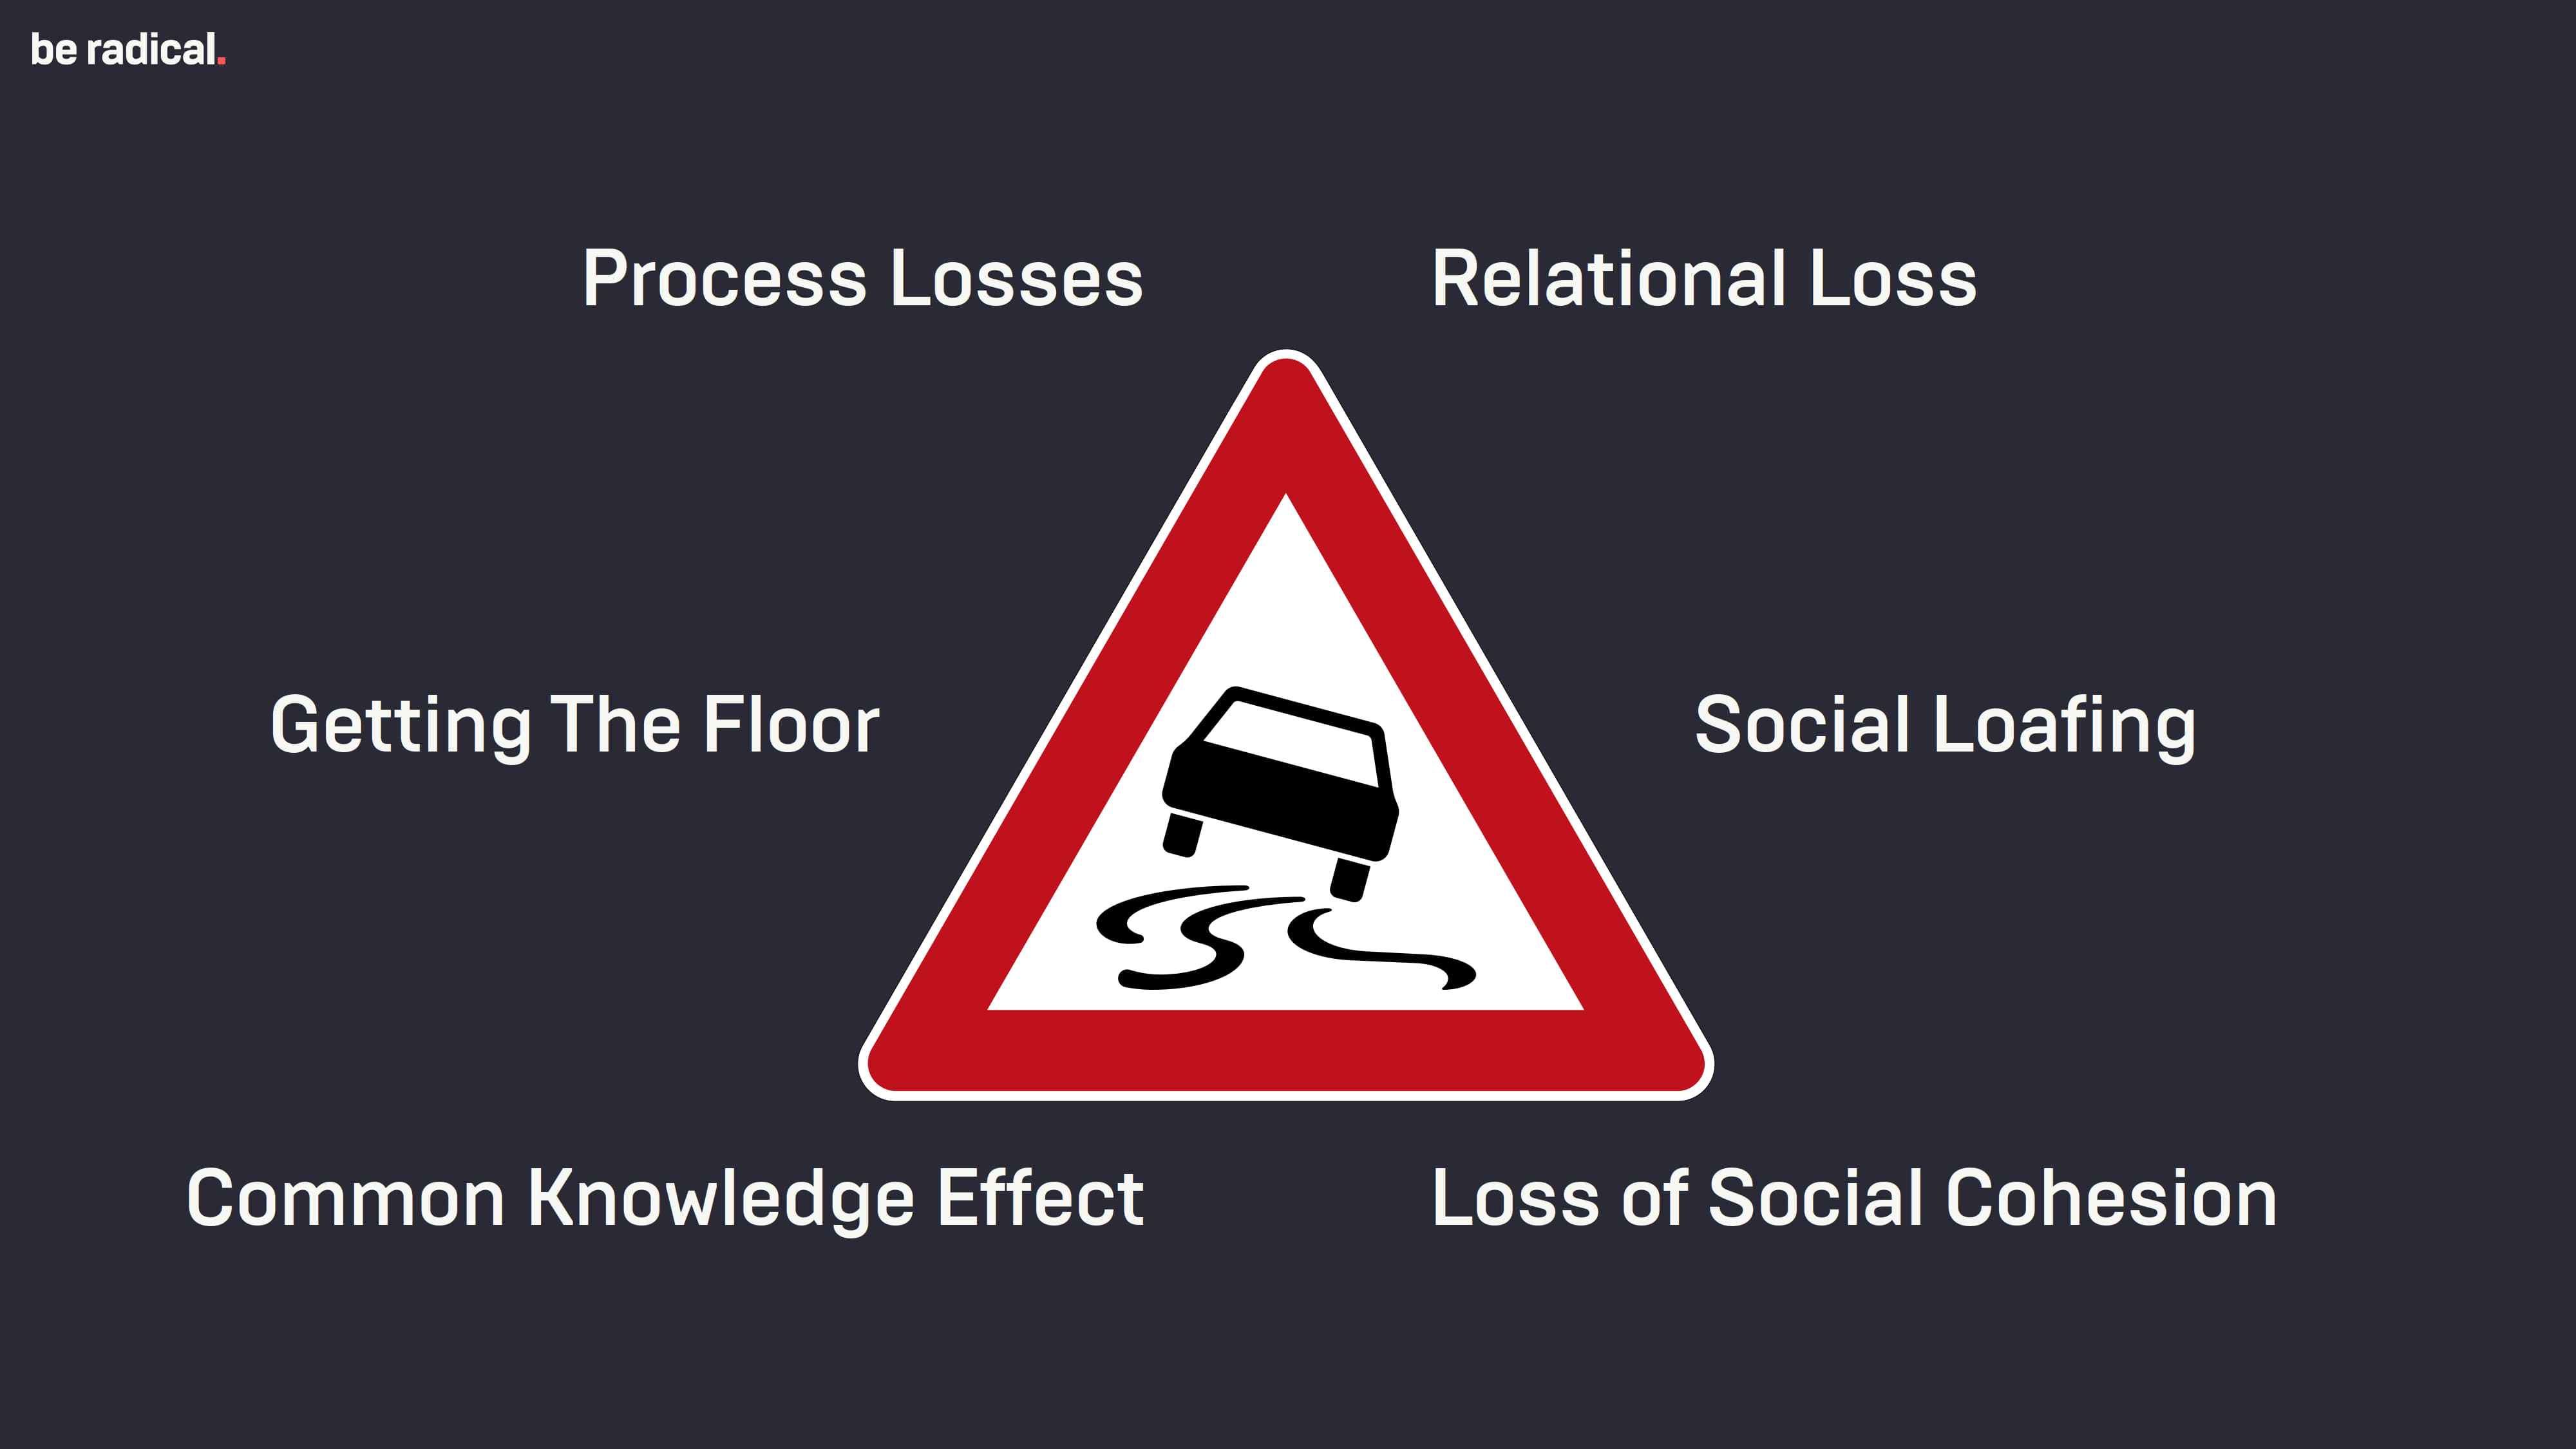 be radical.
Process Losses
Relational Loss
Getting The Floor
Social Loafing
Common Knowledge Effect
Loss of Social Cohesion